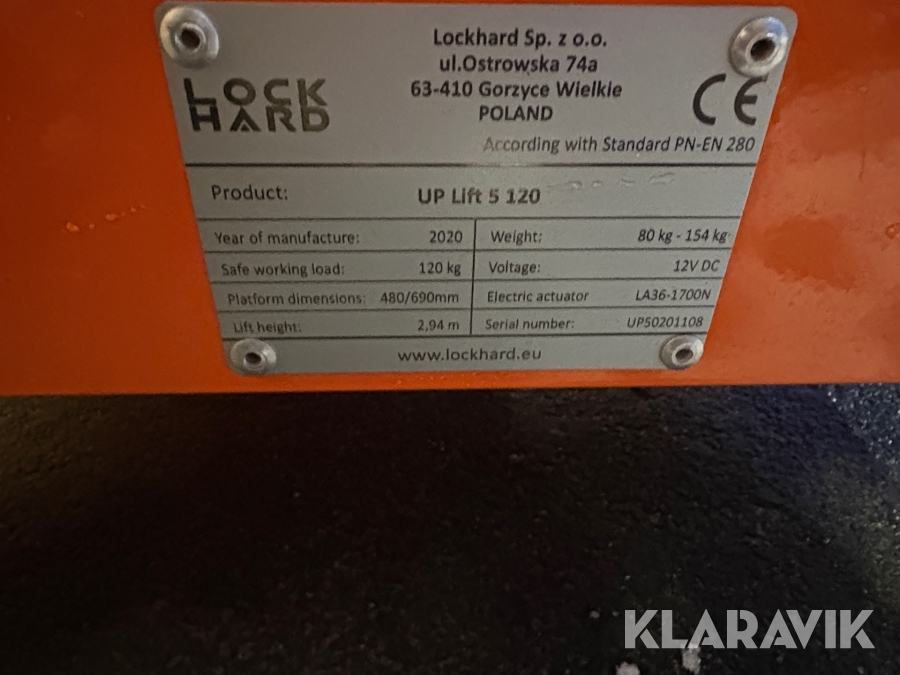 LOCK
HARD
Lockhard Sp. z o.o.
ul.Ostrowska 74a
63-410 Gorzyce Wielkie
POLAND
CE
According with Standard PN-EN 280
Product: UP Lift 5 120
Year of manufacture: 2020 Weight: 80 kg - 154 kg
Safe working load: 120 kg Voltage: 12V DC
Platform dimensions: 480/690mm Electric actuator LA36-1700N
Lift height: 2,94 m Serial number: UP50201108
www.lockhard.eu
KLARAVIK